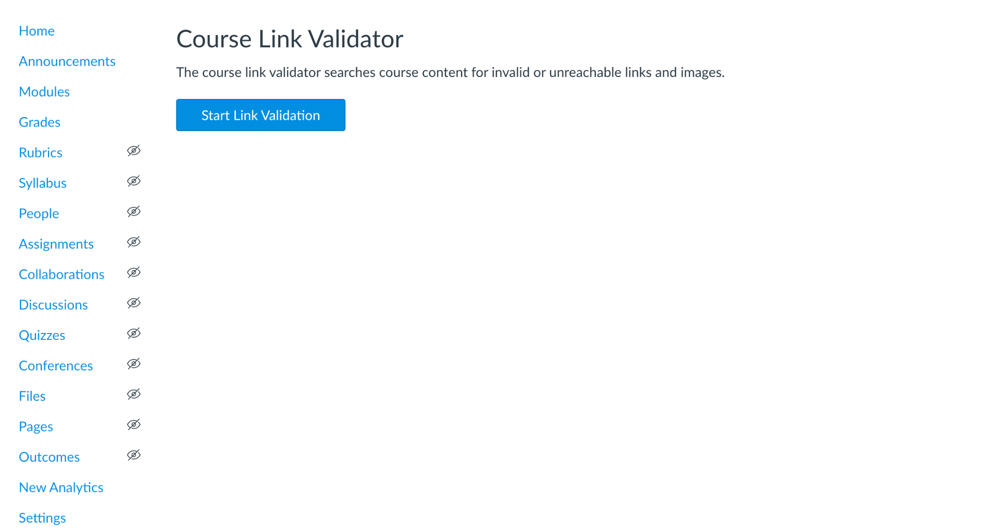 Home
Announcements
Modules
Grades
Rubrics
Syllabus
People
Assignments
Collaborations
Discussions
Quizzes
Conferences
Files
Pages
Outcomes
New Analytics
Settings
Course Link Validator
The course link validator searches course content for invalid or unreachable links and images.
Start Link Validation